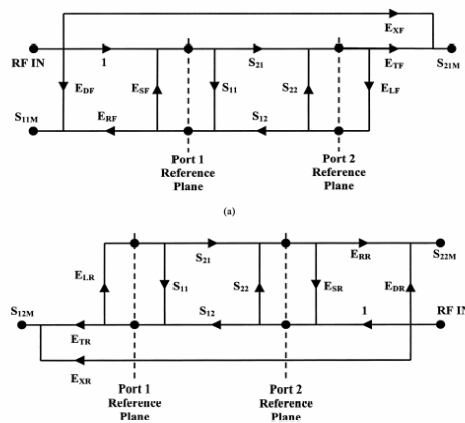 E_XF
RF IN 1 S_21 E_TF S_21M
E_DF E_SF S_11 S_22 E_LF
S_11M E_RF S_12
Port 1 Reference Plane
Port 2 Reference Plane
(a)
S_21 E_RR S_22M
E_LR S_11 S_22 E_SR E_DR
S_12M E_TR S_12 1 RF IN
E_XR
Port 1 Reference Plane
Port 2 Reference Plane